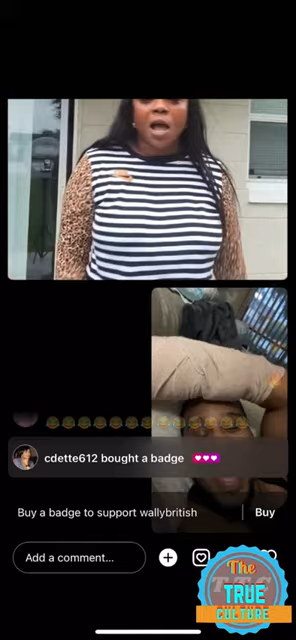 cdette612 bought a badge
Buy a badge to support wallybritish
Buy
Add a comment...
The
T.T.C
TRUE
CULTURE